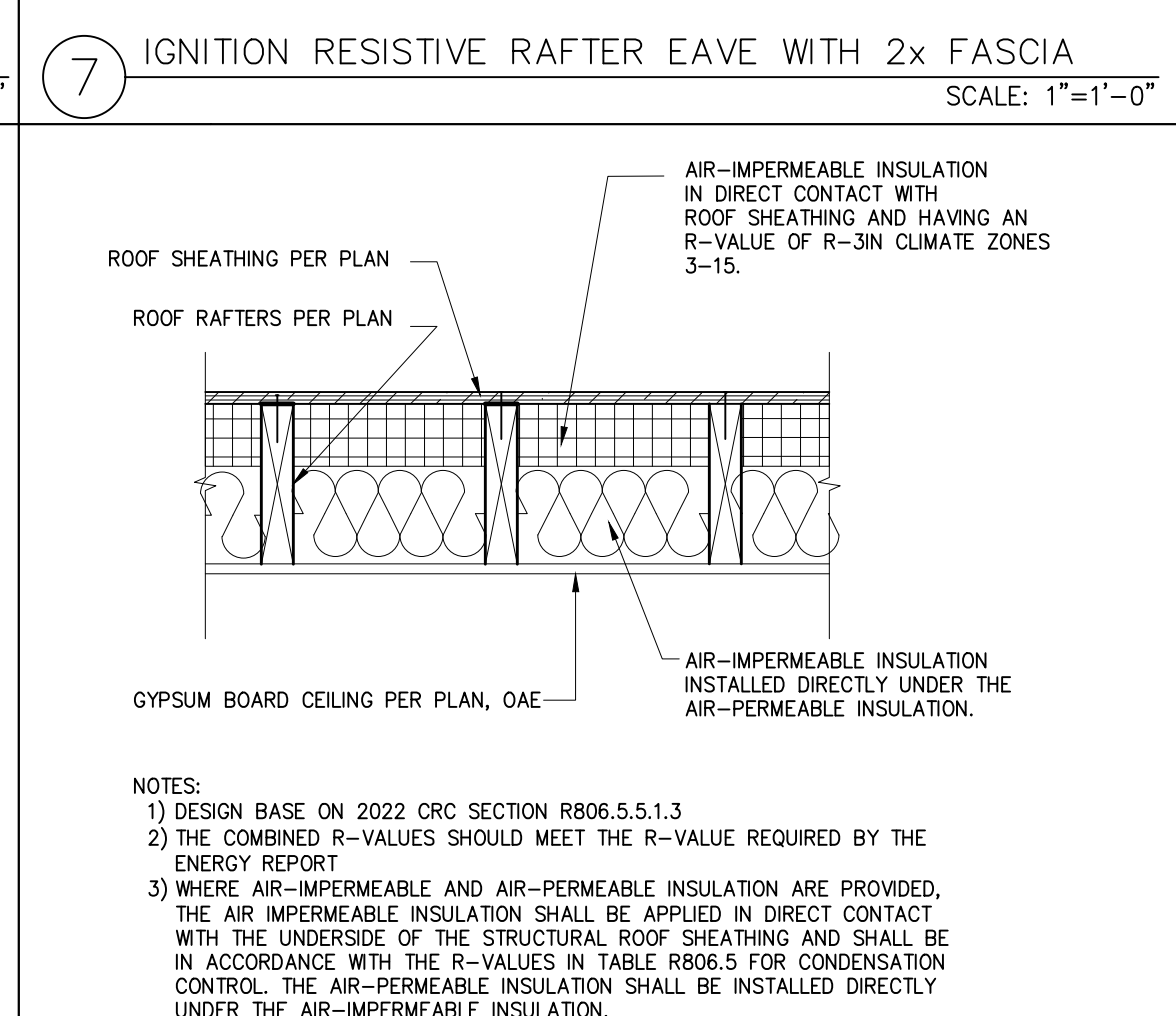 7
IGNITION RESISTIVE RAFTER EAVE WITH 2x FASCIA
SCALE: 1"=1'-0"
AIR-IMPERMEABLE INSULATION
IN DIRECT CONTACT WITH
ROOF SHEATHING AND HAVING AN
R-VALUE OF R-3IN CLIMATE ZONES
3-15.
ROOF SHEATHING PER PLAN
ROOF RAFTERS PER PLAN
AIR-IMPERMEABLE INSULATION
INSTALLED DIRECTLY UNDER THE
AIR-PERMEABLE INSULATION.
GYPSUM BOARD CEILING PER PLAN, OAE
NOTES:
1) DESIGN BASE ON 2022 CRC SECTION R806.5.5.1.3
2) THE COMBINED R-VALUES SHOULD MEET THE R-VALUE REQUIRED BY THE
ENERGY REPORT
3) WHERE AIR-IMPERMEABLE AND AIR-PERMEABLE INSULATION ARE PROVIDED,
THE AIR IMPERMEABLE INSULATION SHALL BE APPLIED IN DIRECT CONTACT
WITH THE UNDERSIDE OF THE STRUCTURAL ROOF SHEATHING AND SHALL BE
IN ACCORDANCE WITH THE R-VALUES IN TABLE R806.5 FOR CONDENSATION
CONTROL. THE AIR-PERMEABLE INSULATION SHALL BE INSTALLED DIRECTLY
UNDER THE AIR-IMPERMEABLE INSULATION.